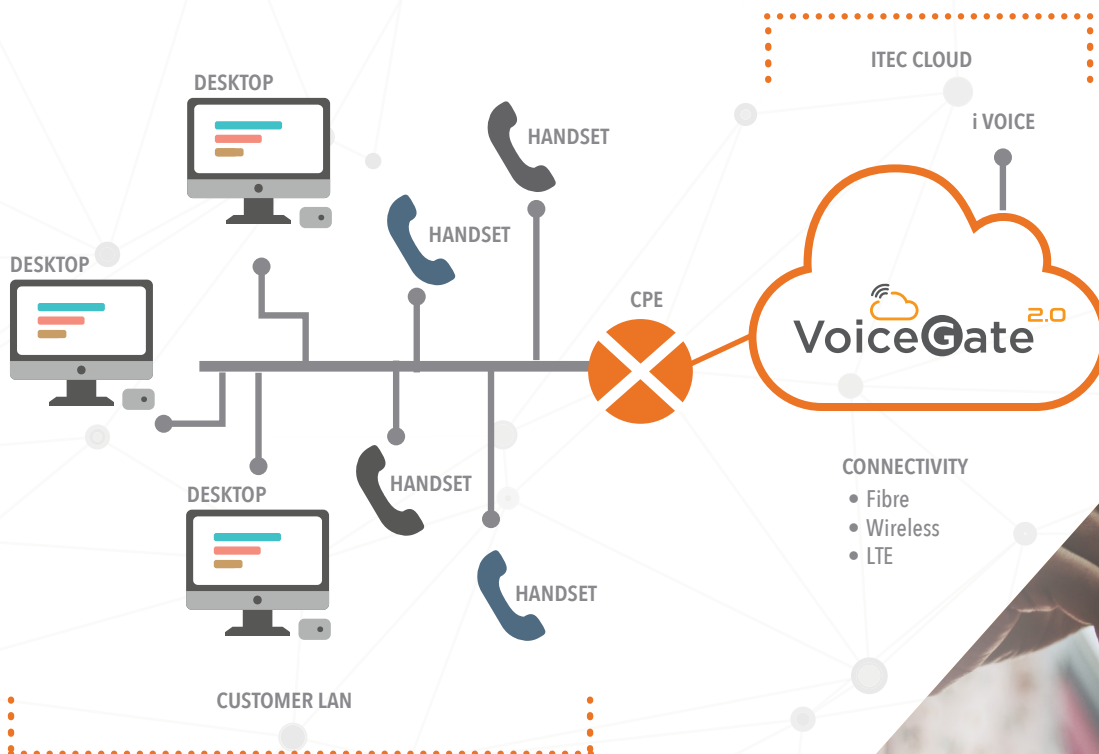 ITEC CLOUD
DESKTOP
i VOICE
HANDSET
HANDSET
DESKTOP
CPE
VoiceGate 2.0
CONNECTIVITY
• Fibre
• Wireless
• LTE
HANDSET
DESKTOP
HANDSET
CUSTOMER LAN